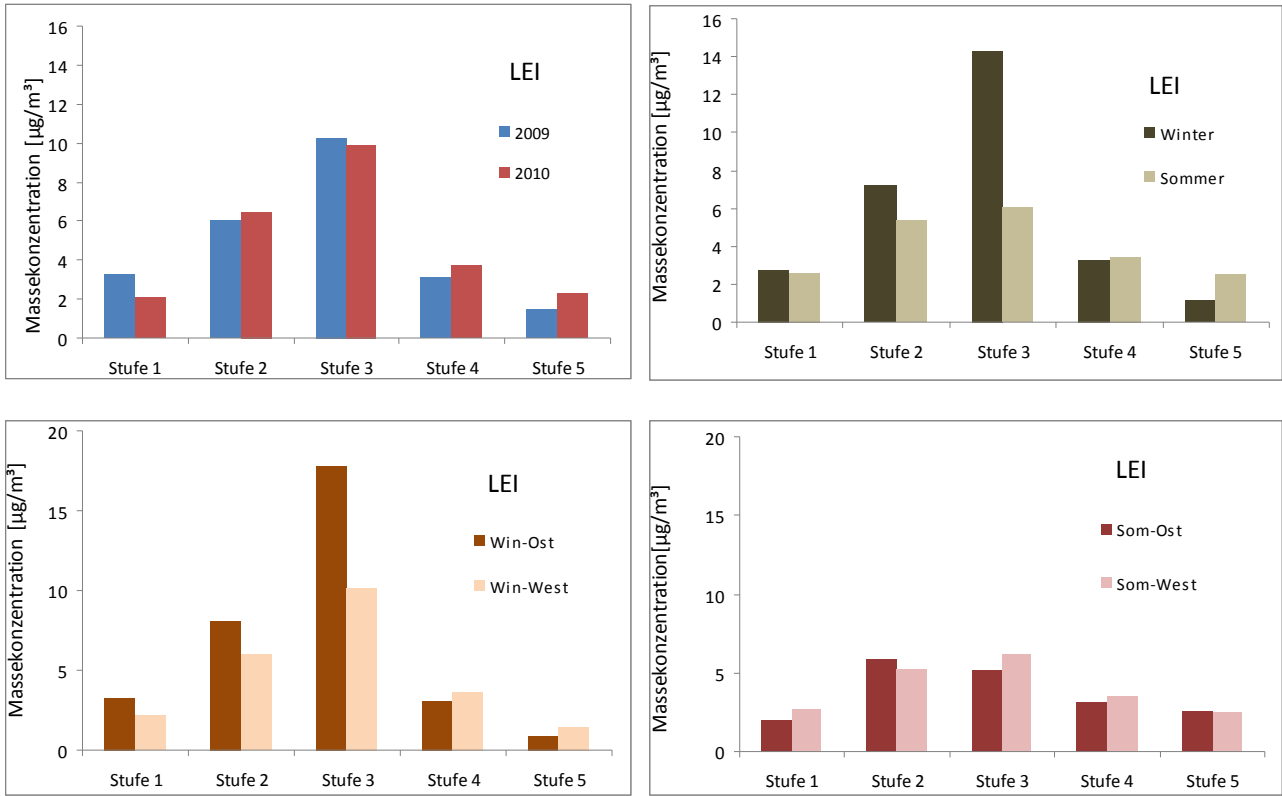 Massekonzentration [µg/m³]
16
14
12
10
8
6
4
2
0
LEI
2009
2010
Stufe 1 Stufe 2 Stufe 3 Stufe 4 Stufe 5
Massekonzentration [µg/m³]
16
14
12
10
8
6
4
2
0
LEI
Winter
Sommer
Stufe 1 Stufe 2 Stufe 3 Stufe 4 Stufe 5
Massekonzentration [µg/m³]
20
15
10
5
0
LEI
Win-Ost
Win-West
Stufe 1 Stufe 2 Stufe 3 Stufe 4 Stufe 5
Massekonzentration [µg/m³]
20
15
10
5
0
LEI
Som-Ost
Som-West
Stufe 1 Stufe 2 Stufe 3 Stufe 4 Stufe 5